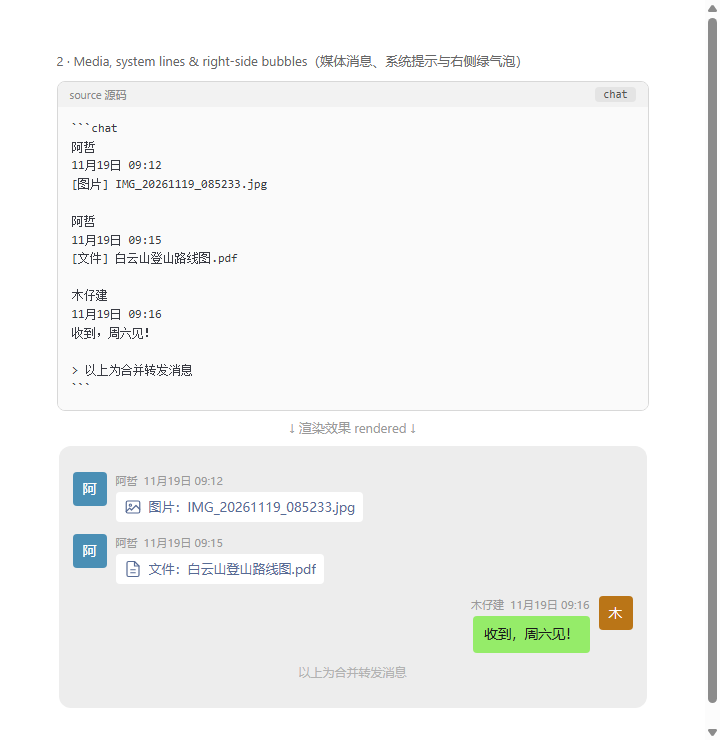 2 · Media, system lines & right-side bubbles（媒体消息、系统提示与右侧绿气泡）
source 源码 chat
```chat
阿哲
11月19日 09:12
[图片] IMG_20261119_085233.jpg
阿哲
11月19日 09:15
[文件] 白云山登山路线图.pdf
木仔建
11月19日 09:16
收到，周六见！
> 以上为合并转发消息
```
↓ 渲染效果 rendered ↓
阿
阿哲 11月19日 09:12
图片：IMG_20261119_085233.jpg
阿
阿哲 11月19日 09:15
文件：白云山登山路线图.pdf
木仔建 11月19日 09:16
木
收到，周六见！
以上为合并转发消息